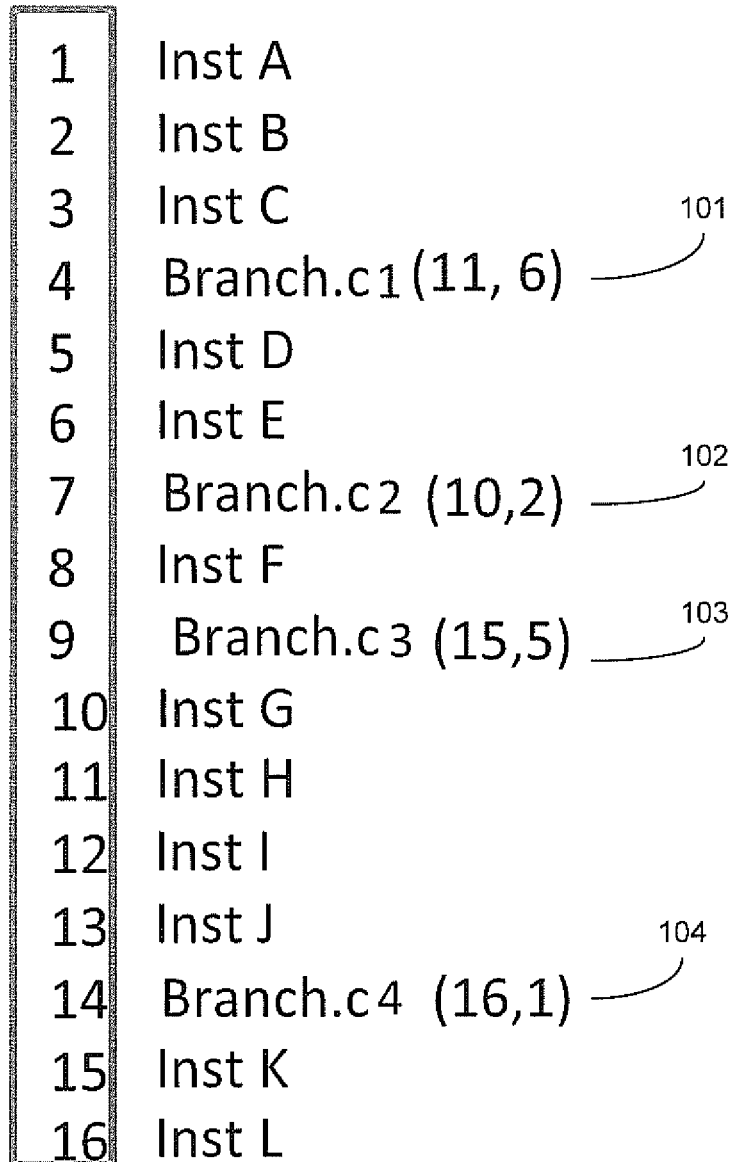 1 Inst A
2 Inst B
3 Inst C
101
4 Branch.c1 (11, 6)
5 Inst D
6 Inst E
102
7 Branch.c2 (10,2)
8 Inst F
103
9 Branch.c3 (15,5)
10 Inst G
11 Inst H
12 Inst I
13 Inst J
104
14 Branch.c4 (16,1)
15 Inst K
16 Inst L